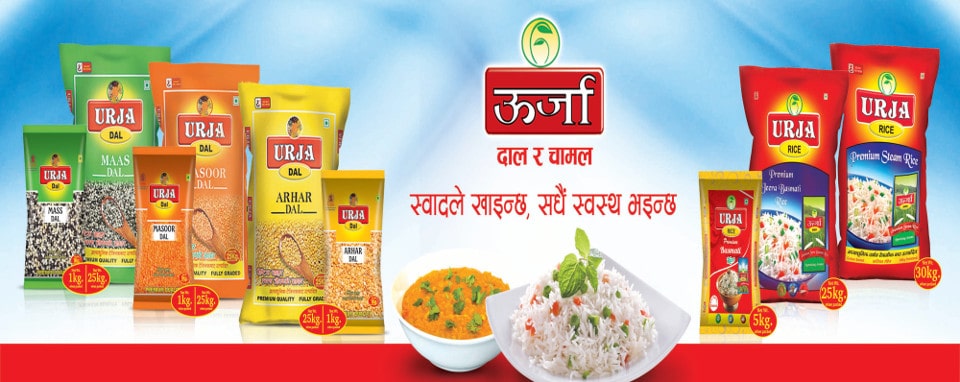 ऊर्जा
दाल र चामल
स्वादले खाइन्छ, सधैं स्वस्थ भइन्छ
URJA
DAL
MAAS
DAL
URJA
Dal
MASS
DAL
1kg.
25kg.
URJA
DAL
MASOOR
DAL
URJA
Dal
MASOOR
DAL
1kg.
25kg.
URJA
DAL
ARHAR
DAL
PREMIUM QUALITY FULLY GRADED
URJA
Dal
ARHAR
DAL
25kg.
1kg.
URJA
RICE
Premium
Basmati
5kg.
URJA
RICE
Premium
Jeera Basmati
Rice
25kg.
URJA
RICE
Premium Steam Rice
30kg.